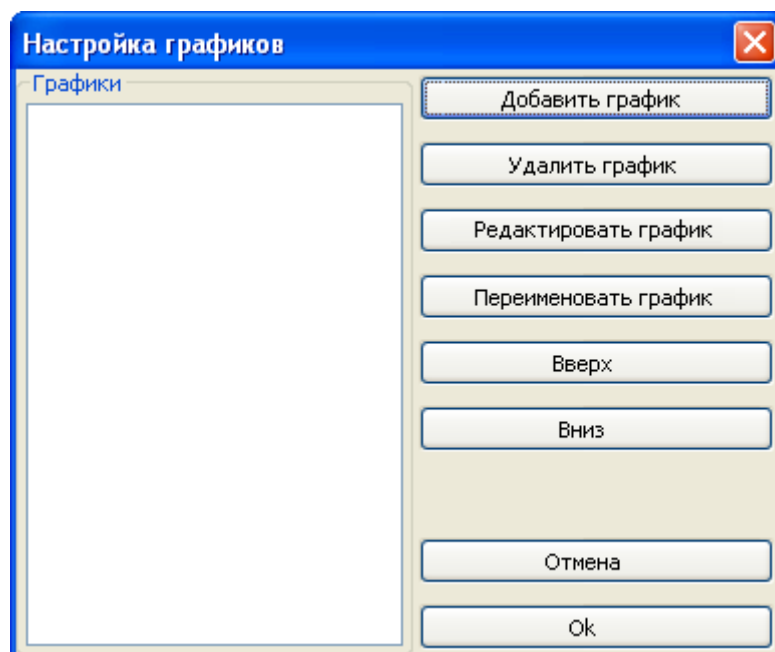 Настройка графиков
Графики
Добавить график
Удалить график
Редактировать график
Переименовать график
Вверх
Вниз
Отмена
Ok